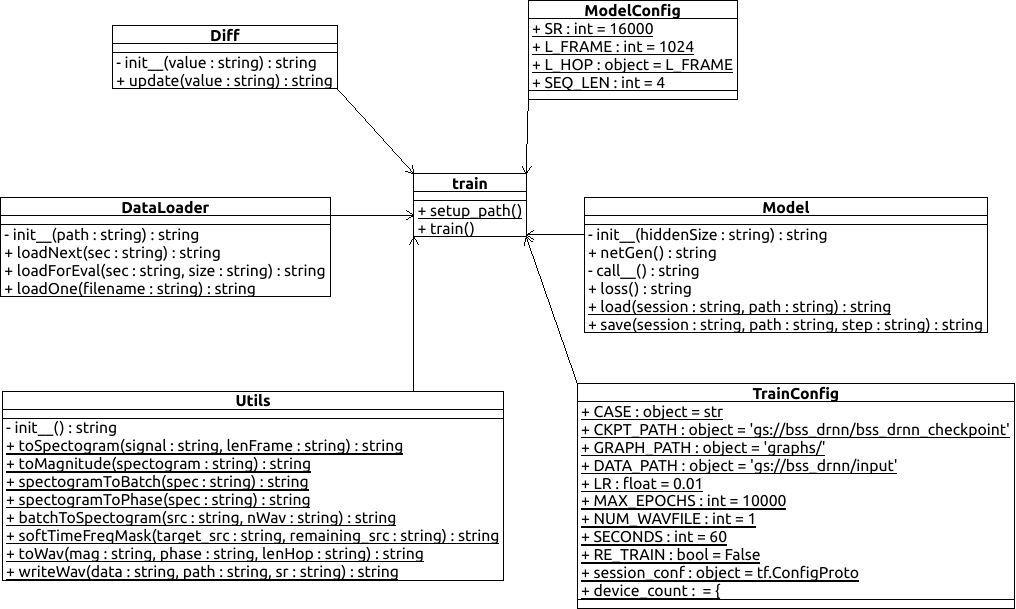 Diff
- init__(value : string) : string
+ update(value : string) : string
ModelConfig
+ SR : int = 16000
+ L_FRAME : int = 1024
+ L_HOP : object = L_FRAME
+ SEQ_LEN : int = 4
train
+ setup_path()
+ train()
DataLoader
- init__(path : string) : string
+ loadNext(sec : string) : string
+ loadForEval(sec : string, size : string) : string
+ loadOne(filename : string) : string
Model
- init__(hiddenSize : string) : string
+ netGen() : string
- call__() : string
+ loss() : string
+ load(session : string, path : string) : string
+ save(session : string, path : string, step : string) : string
Utils
- init__() : string
+ toSpectogram(signal : string, lenFrame : string) : string
+ toMagnitude(spectogram : string) : string
+ spectogramToBatch(spec : string) : string
+ spectogramToPhase(spec : string) : string
+ batchToSpectogram(src : string, nWav : string) : string
+ softTimeFreqMask(target_src : string, remaining_src : string) : string
+ toWav(mag : string, phase : string, lenHop : string) : string
+ writeWav(data : string, path : string, sr : string) : string
TrainConfig
+ CASE : object = str
+ CKPT_PATH : object = 'gs://bss_drnn/bss_drnn_checkpoint'
+ GRAPH_PATH : object = 'graphs/'
+ DATA_PATH : object = 'gs://bss_drnn/input'
+ LR : float = 0.01
+ MAX_EPOCHS : int = 10000
+ NUM_WAVFILE : int = 1
+ SECONDS : int = 60
+ RE_TRAIN : bool = False
+ session_conf : object = tf.ConfigProto
+ device_count :  = {